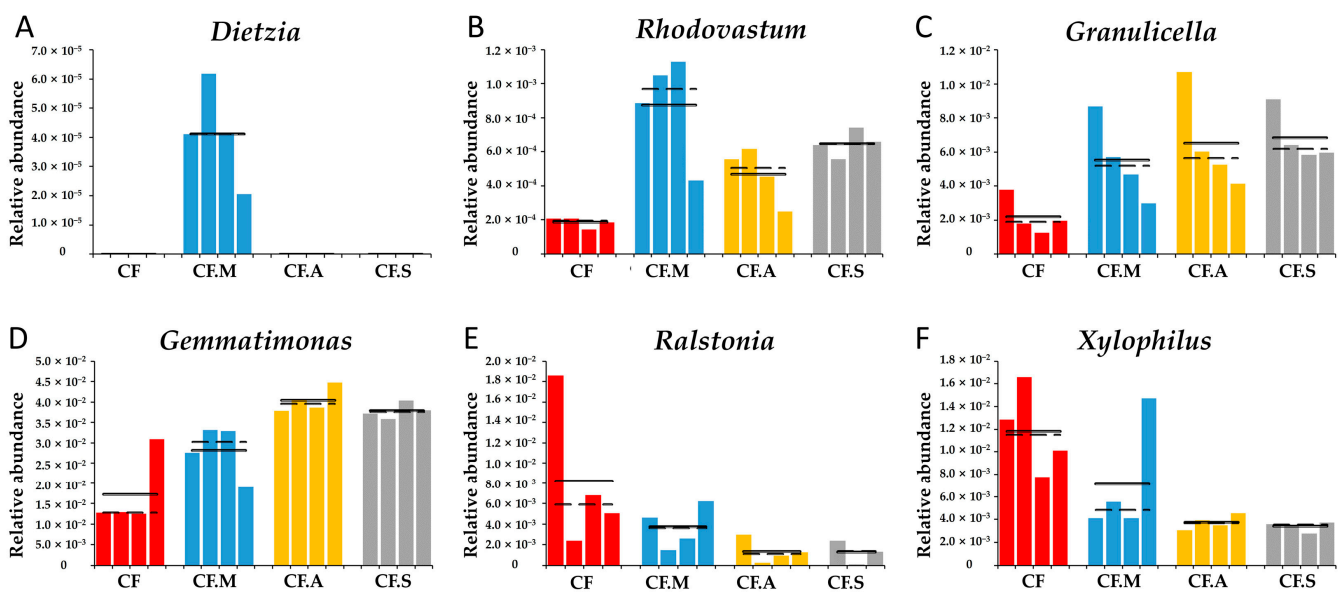 A
Dietzia
Relative abundance
7.0 × 10⁻⁵
6.0 × 10⁻⁵
5.0 × 10⁻⁵
4.0 × 10⁻⁵
3.0 × 10⁻⁵
2.0 × 10⁻⁵
1.0 × 10⁻⁵
0
CF CF.M CF.A CF.S
B
Rhodovastum
Relative abundance
1.2 × 10⁻³
1.0 × 10⁻³
8.0 × 10⁻⁴
6.0 × 10⁻⁴
4.0 × 10⁻⁴
2.0 × 10⁻⁴
0
CF CF.M CF.A CF.S
C
Granulicella
Relative abundance
1.2 × 10⁻²
1.0 × 10⁻²
8.0 × 10⁻³
6.0 × 10⁻³
4.0 × 10⁻³
2.0 × 10⁻³
0
CF CF.M CF.A CF.S
D
Gemmatimonas
Relative abundance
5.0 × 10⁻²
4.5 × 10⁻²
4.0 × 10⁻²
3.5 × 10⁻²
3.0 × 10⁻²
2.5 × 10⁻²
2.0 × 10⁻²
1.5 × 10⁻²
1.0 × 10⁻²
5.0 × 10⁻³
0
CF CF.M CF.A CF.S
E
Ralstonia
Relative abundance
2.0 × 10⁻²
1.8 × 10⁻²
1.6 × 10⁻²
1.4 × 10⁻²
1.2 × 10⁻²
1.0 × 10⁻²
8.0 × 10⁻³
6.0 × 10⁻³
4.0 × 10⁻³
2.0 × 10⁻³
0
CF CF.M CF.A CF.S
F
Xylophilus
Relative abundance
1.8 × 10⁻²
1.6 × 10⁻²
1.4 × 10⁻²
1.2 × 10⁻²
1.0 × 10⁻²
8.0 × 10⁻³
6.0 × 10⁻³
4.0 × 10⁻³
2.0 × 10⁻³
0
CF CF.M CF.A CF.S